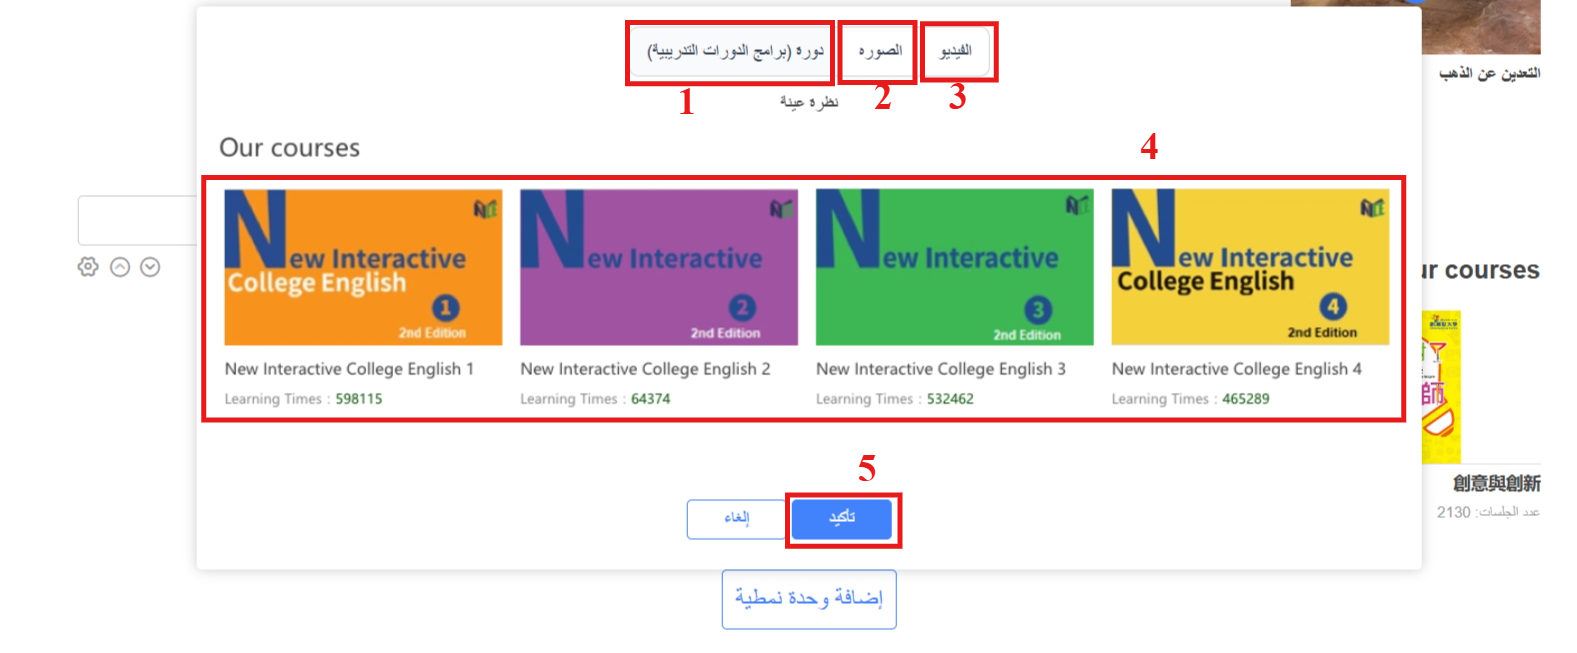 دورة (برامج الدورات التدريبية)
الصوره
الفيديو
1
2
3
نظرة عينة
التعدين عن الذهب
Our courses
4
New Interactive
College English
1
2nd Edition
New Interactive
2
2nd Edition
New Interactive
3
2nd Edition
New Interactive
College English
4
2nd Edition
New Interactive College English 1
New Interactive College English 2
New Interactive College English 3
New Interactive College English 4
Learning Times : 598115
Learning Times : 64374
Learning Times : 532462
Learning Times : 465289
ur courses
師
創意與創新
عدد الجلسات: 2130
5
تأكيد
إلغاء
إضافة وحدة نمطية